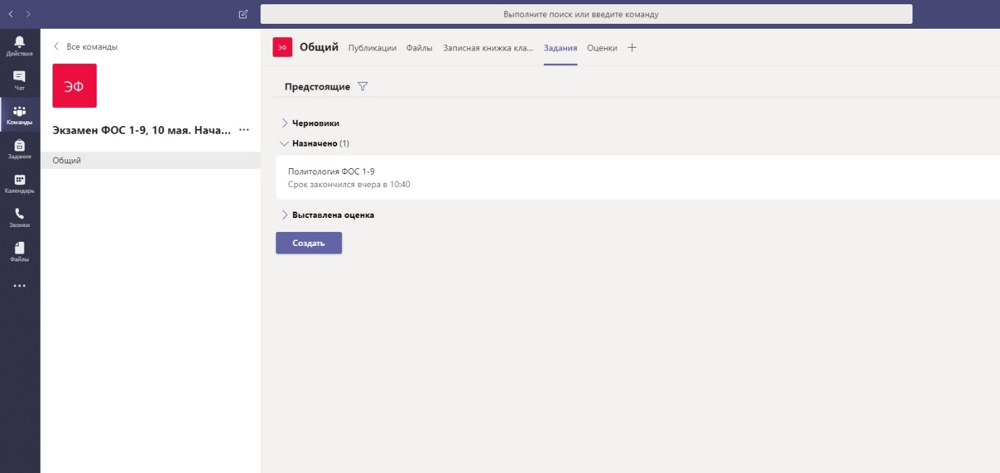 Выполните поиск или введите команду
Действия
Чат
Команды
Задания
Календарь
Звонки
Файлы
Все команды
ЭФ
Экзамен ФОС 1-9, 10 мая. Нача... ...
Общий
ЭФ Общий Публикации Файлы Записная книжка кла... Задания Оценки +
Предстоящие
Черновики
Назначено (1)
Политология ФОС 1-9
Срок закончился вчера в 10:40
Выставлена оценка
Создать